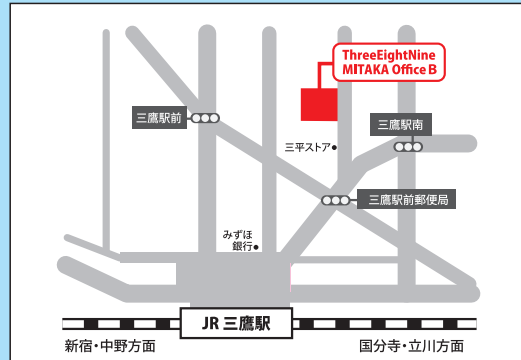 ThreeEightNine
MITAKA Office B
三鷹駅前
三鷹駅南
三平ストア
三鷹駅前郵便局
みずほ
銀行
JR 三鷹駅
新宿・中野方面
国分寺・立川方面